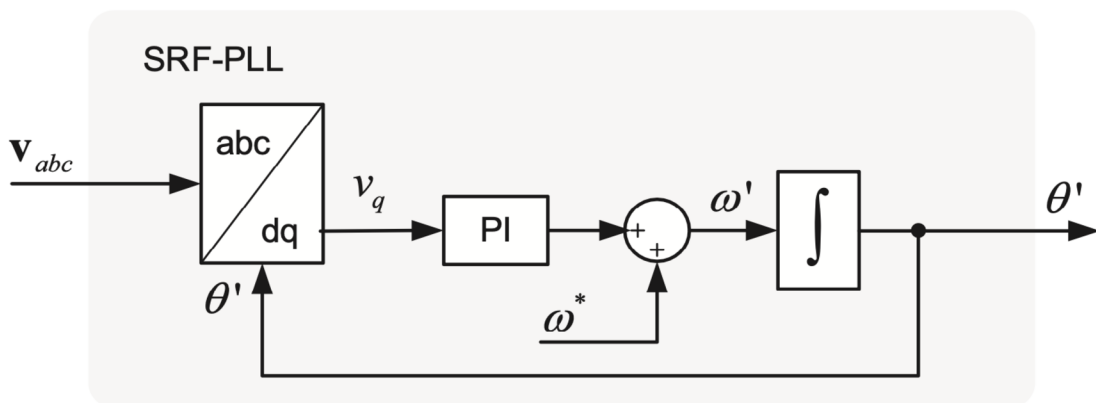 SRF-PLL
abc
v_abc
v_q
ω'
θ'
dq
PI
+
+
∫
θ'
ω*